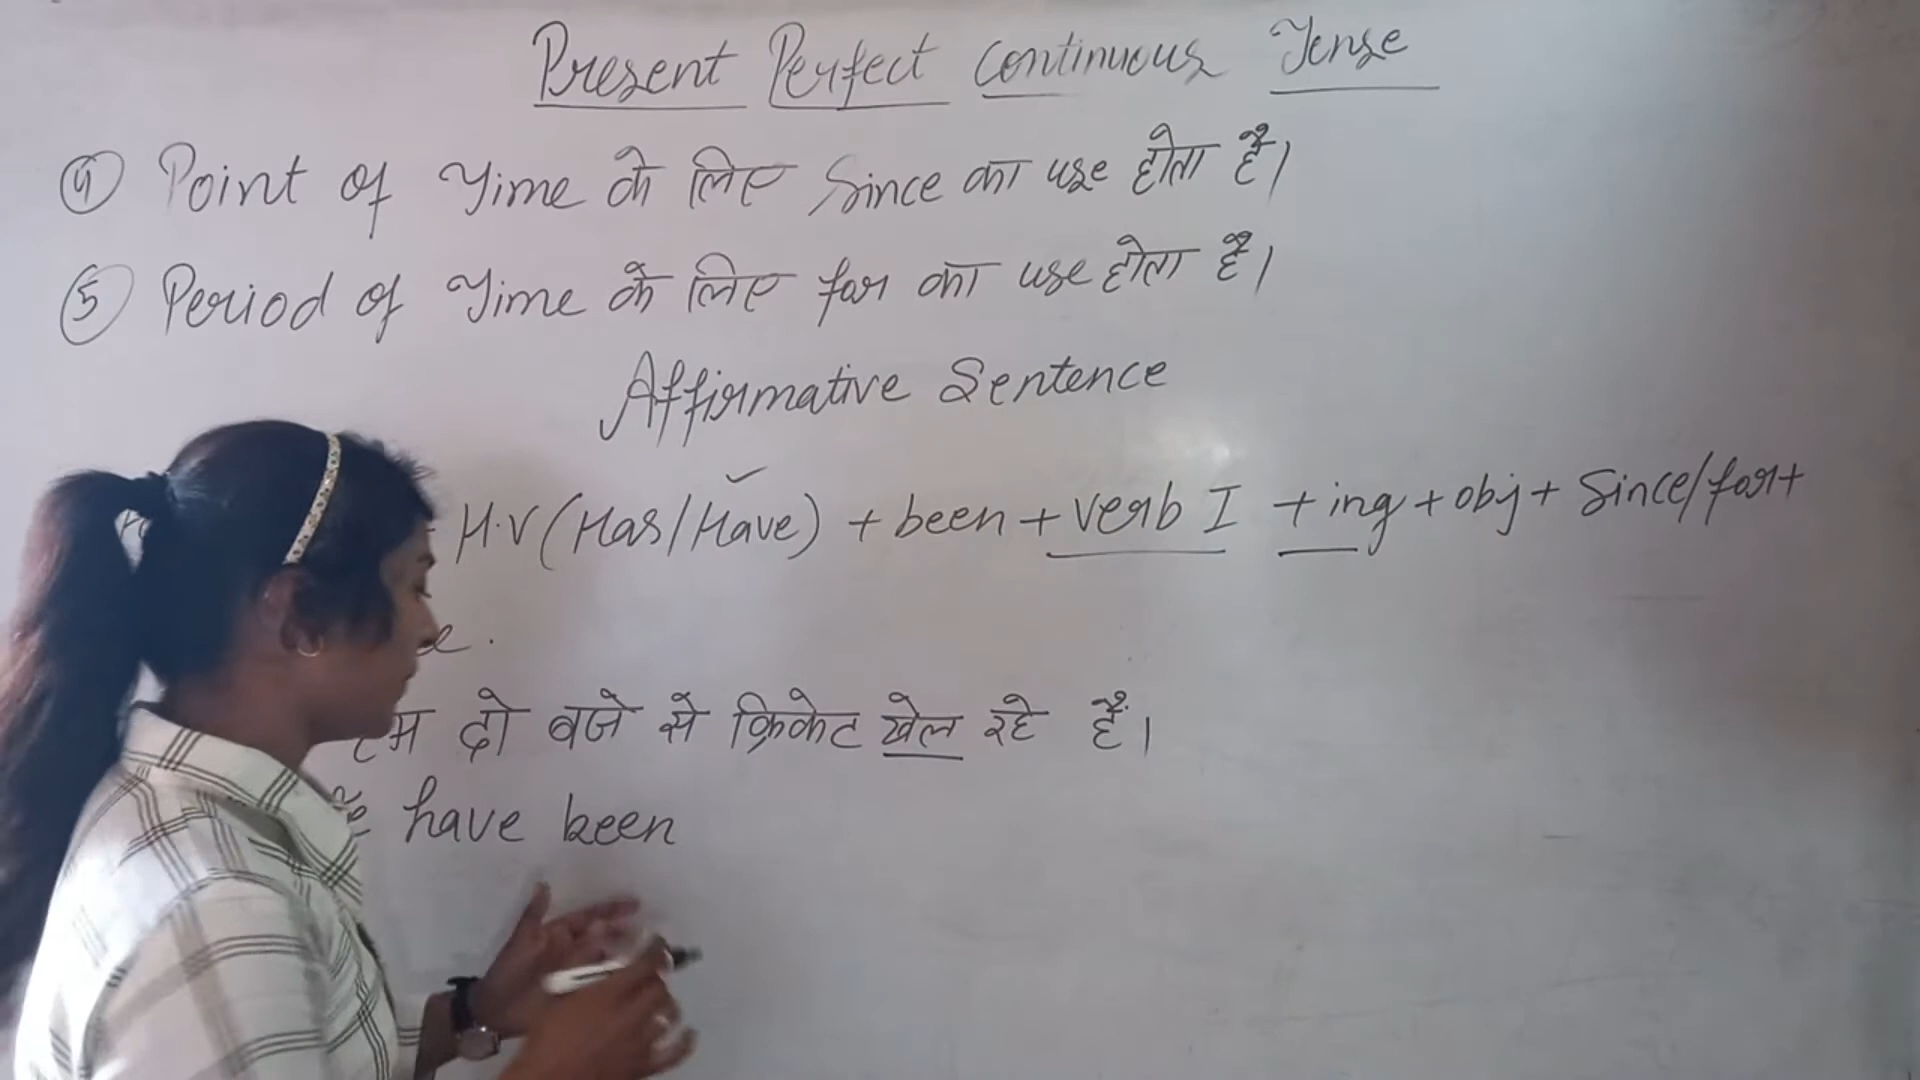 Present Perfect Continuous Tense
④ Point of Time के लिए Since का use होता है।
⑤ Period of Time के लिए for का use होता है।
Affirmative Sentence
H.V (Has/Have) + been + verb I + ing + obj + Since/for +
दो बजे से क्रिकेट खेल रहे हैं।
have been